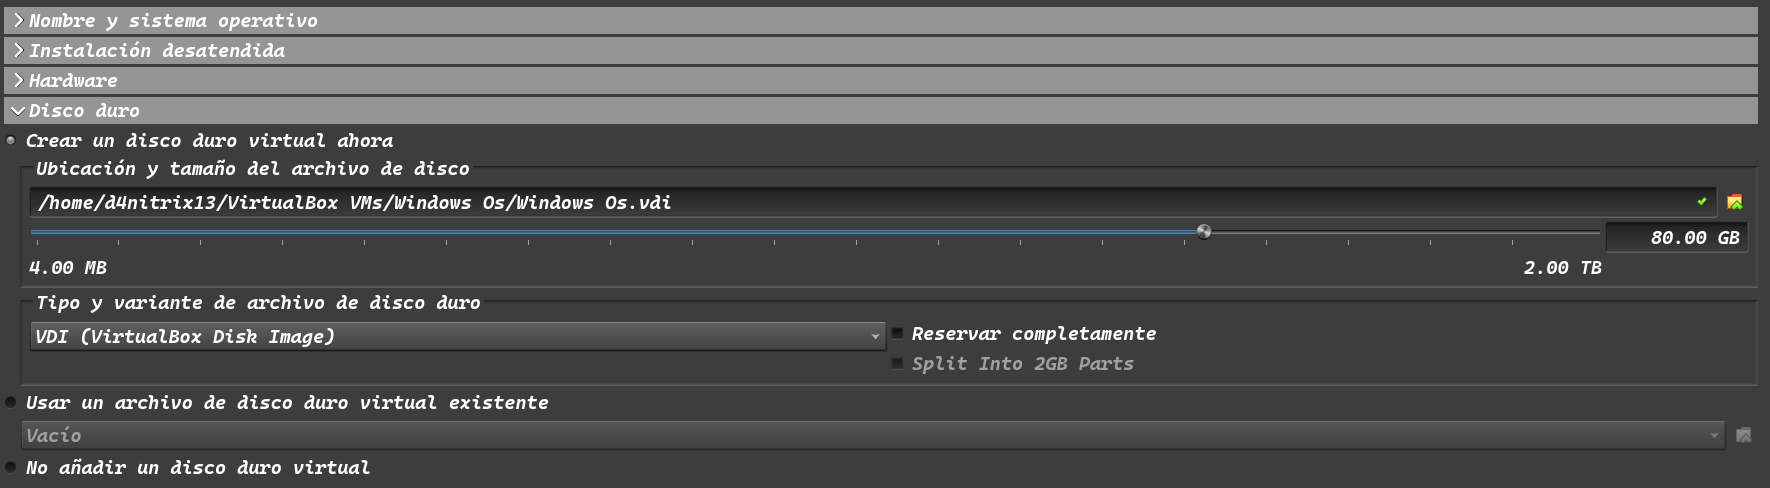 Nombre y sistema operativo
Instalación desatendida
Hardware
Disco duro
Crear un disco duro virtual ahora
Ubicación y tamaño del archivo de disco
/home/d4nitrix13/VirtualBox VMs/Windows Os/Windows Os.vdi
80.00 GB
4.00 MB 2.00 TB
Tipo y variante de archivo de disco duro
VDI (VirtualBox Disk Image) Reservar completamente
Split Into 2GB Parts
Usar un archivo de disco duro virtual existente
Vacío
No añadir un disco duro virtual